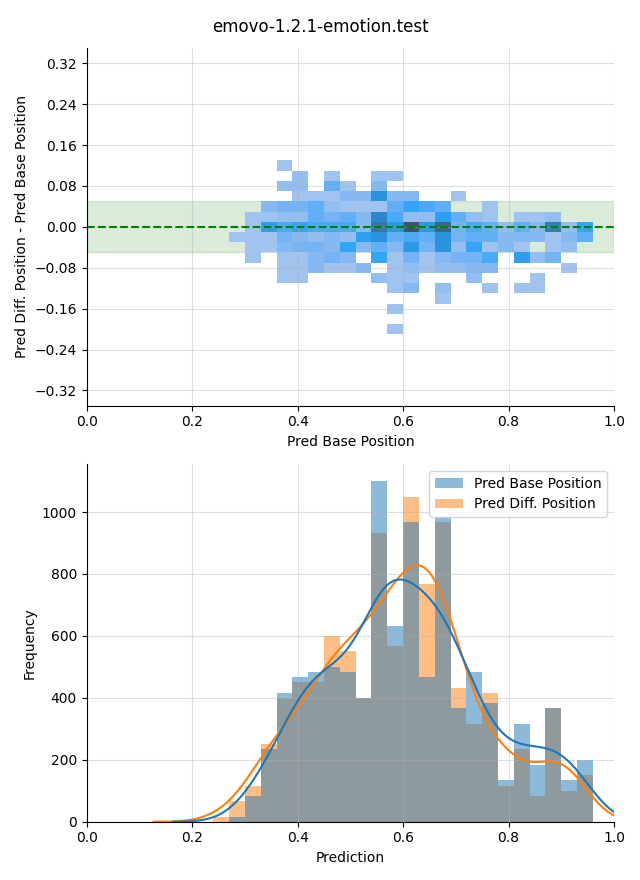 emovo-1.2.1-emotion.test
0.32
0.24
0.16
0.08
0.00
−0.08
−0.16
−0.24
−0.32
Pred Diff. Position - Pred Base Position
0.0 0.2 0.4 0.6 0.8 1.0
Pred Base Position
Pred Base Position
Pred Diff. Position
1000
800
600
400
200
0
Frequency
0.0 0.2 0.4 0.6 0.8 1.0
Prediction